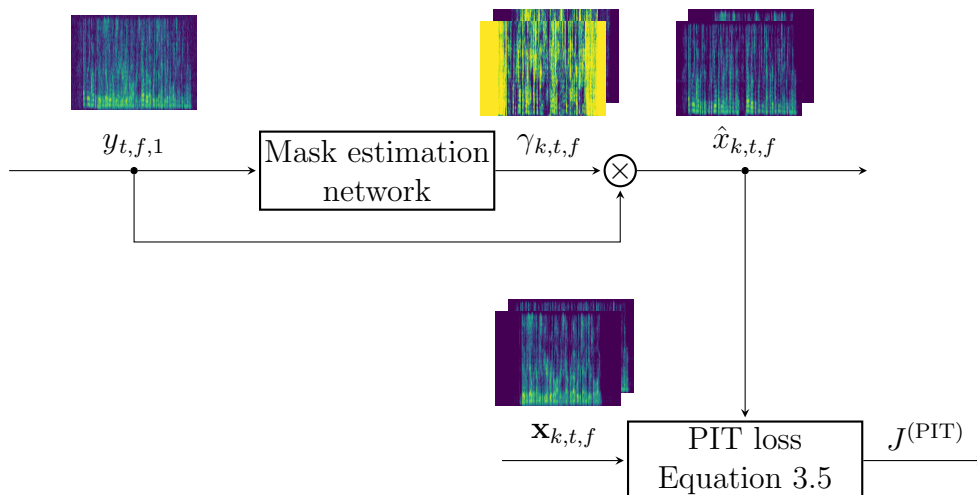 y_{t,f,1}
Mask estimation
network
γ_{k,t,f}
×
x̂_{k,t,f}
𝐱_{k,t,f}
PIT loss
Equation 3.5
J^{(PIT)}